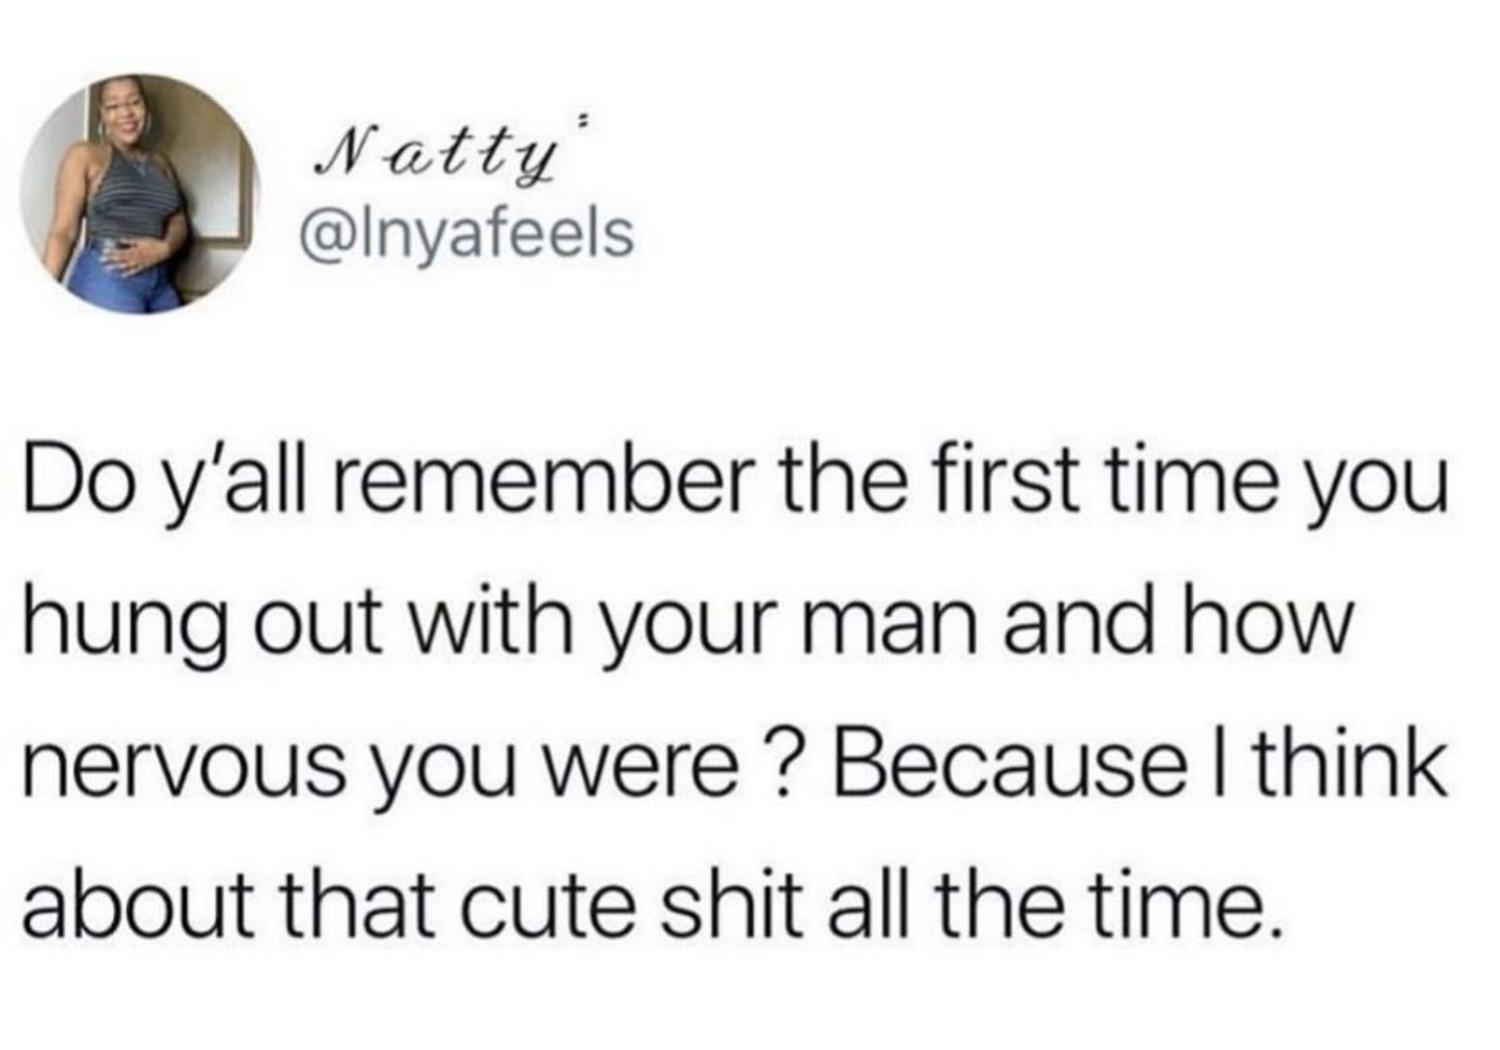 Natty
@Inyafeels
Do y'all remember the first time you
hung out with your man and how
nervous you were ? Because I think
about that cute shit all the time.